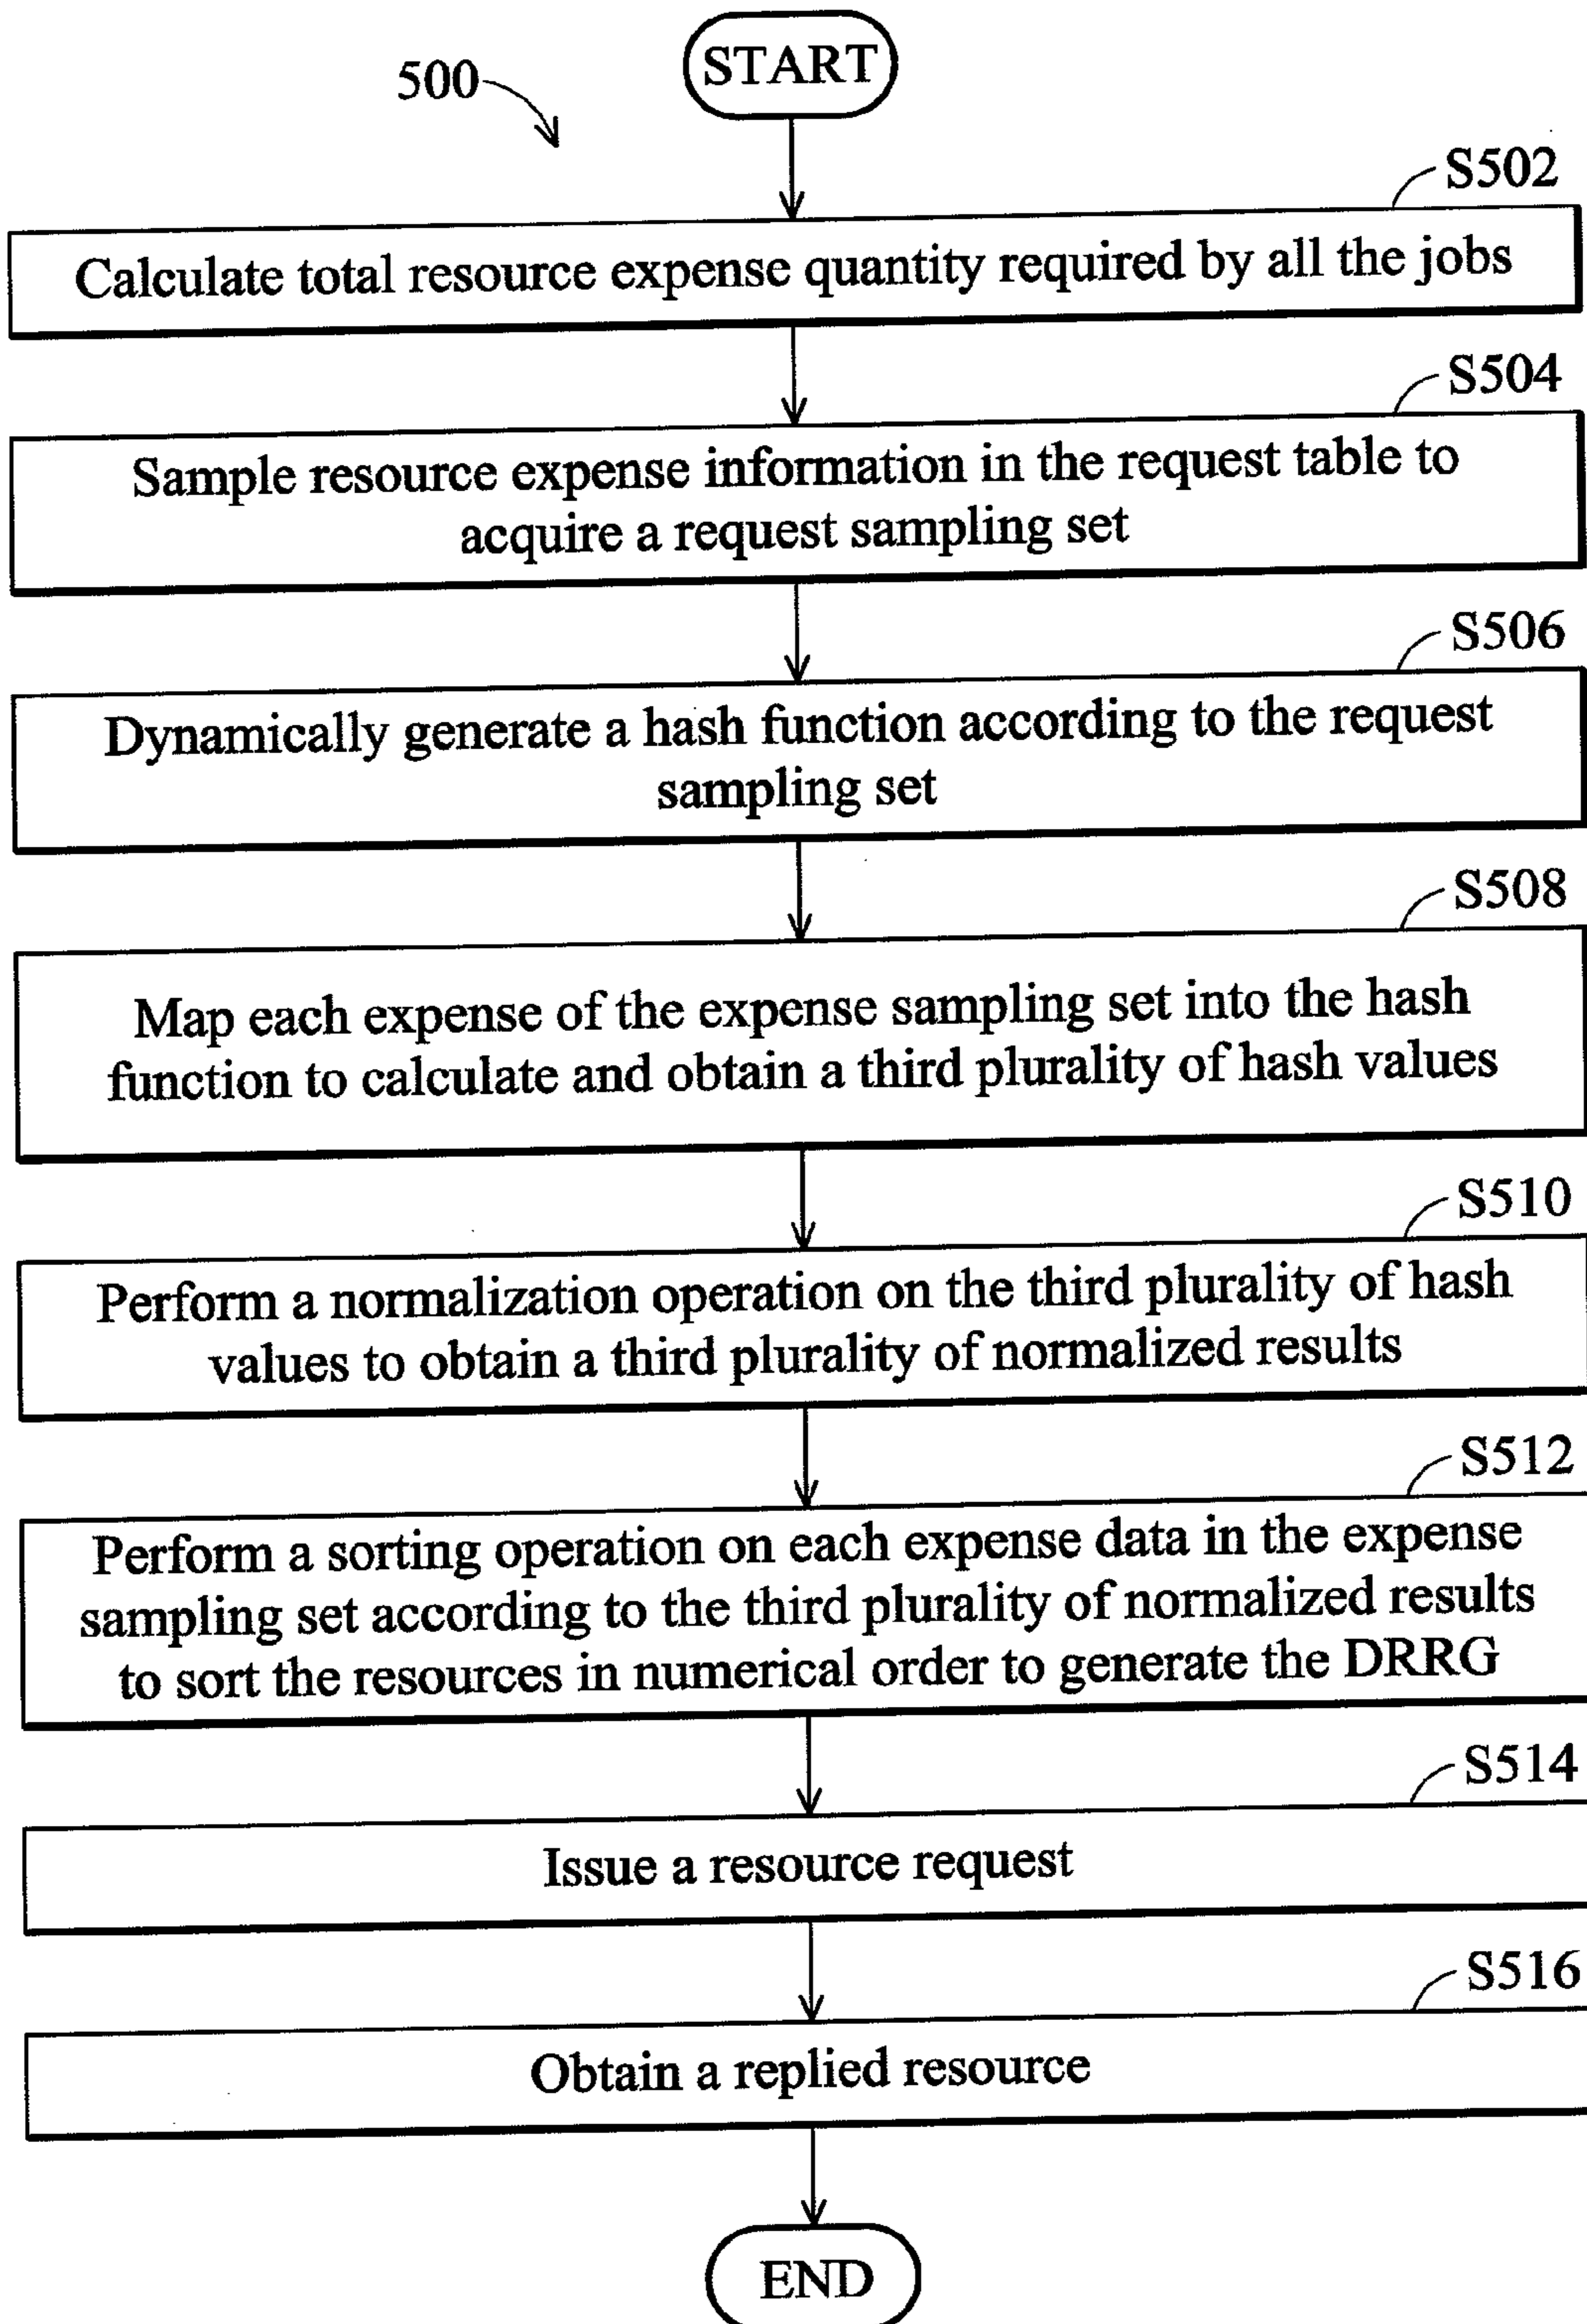 START
500
S502
Calculate total resource expense quantity required by all the jobs
S504
Sample resource expense information in the request table to
acquire a request sampling set
S506
Dynamically generate a hash function according to the request
sampling set
S508
Map each expense of the expense sampling set into the hash
function to calculate and obtain a third plurality of hash values
S510
Perform a normalization operation on the third plurality of hash
values to obtain a third plurality of normalized results
S512
Perform a sorting operation on each expense data in the expense
sampling set according to the third plurality of normalized results
to sort the resources in numerical order to generate the DRRG
S514
Issue a resource request
S516
Obtain a replied resource
END